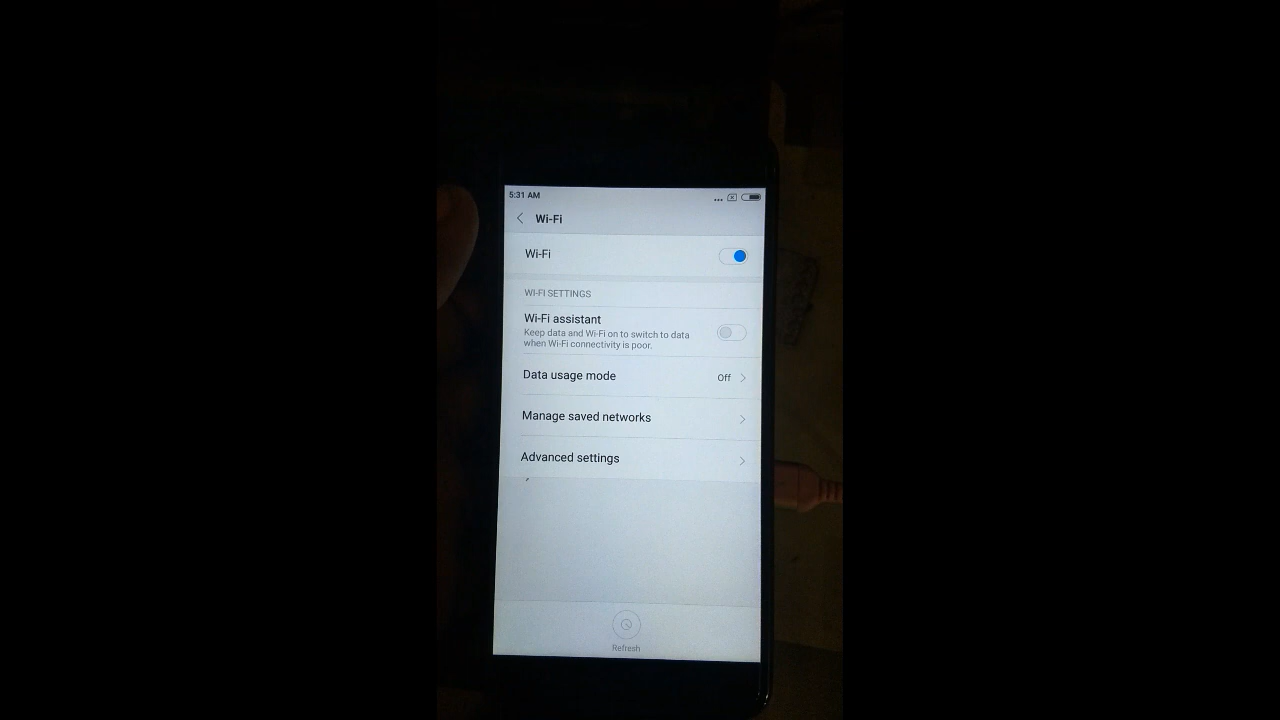 5:31 AM
Wi-Fi
Wi-Fi
WI-FI SETTINGS
Wi-Fi assistant
Keep data and Wi-Fi on to switch to data
when Wi-Fi connectivity is poor.
Data usage mode Off
Manage saved networks
Advanced settings
Refresh